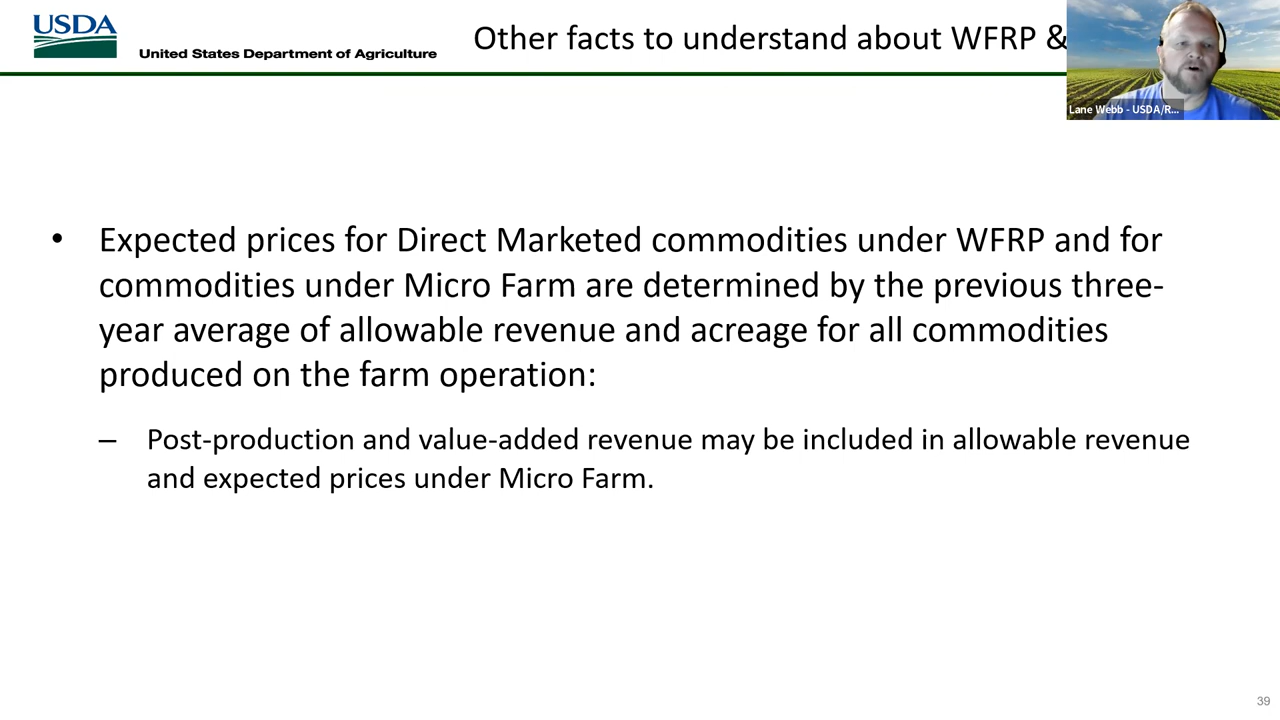 USDA
United States Department of Agriculture
Other facts to understand about WFRP &
Lane Webb - USDA/R...
• Expected prices for Direct Marketed commodities under WFRP and for
commodities under Micro Farm are determined by the previous three-
year average of allowable revenue and acreage for all commodities
produced on the farm operation:
– Post-production and value-added revenue may be included in allowable revenue
and expected prices under Micro Farm.
39